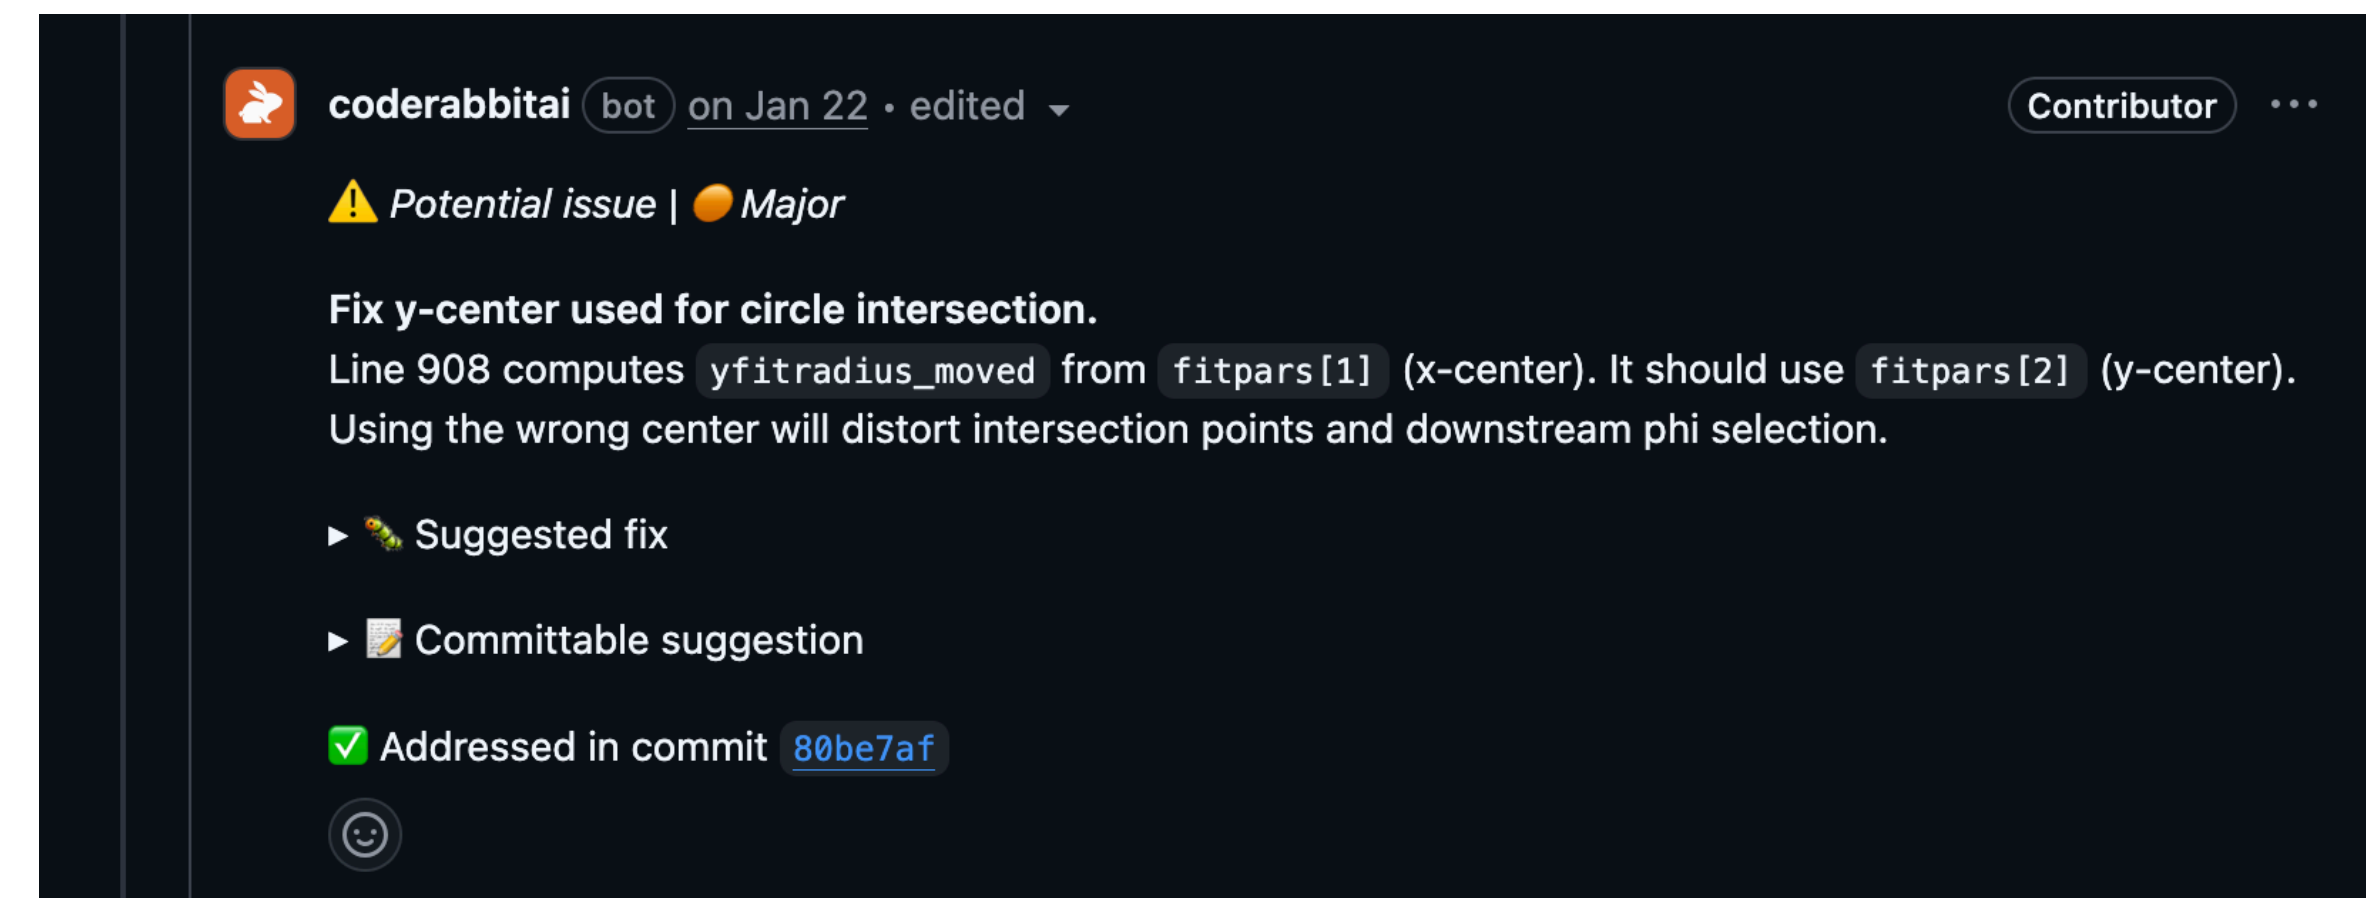 coderabbitai bot on Jan 22 • edited Contributor ...
⚠️ Potential issue | 🟠 Major
Fix y-center used for circle intersection.
Line 908 computes yfitradius_moved from fitpars[1] (x-center). It should use fitpars[2] (y-center).
Using the wrong center will distort intersection points and downstream phi selection.
▶ 🐛 Suggested fix
▶ 📝 Committable suggestion
✅ Addressed in commit 80be7af